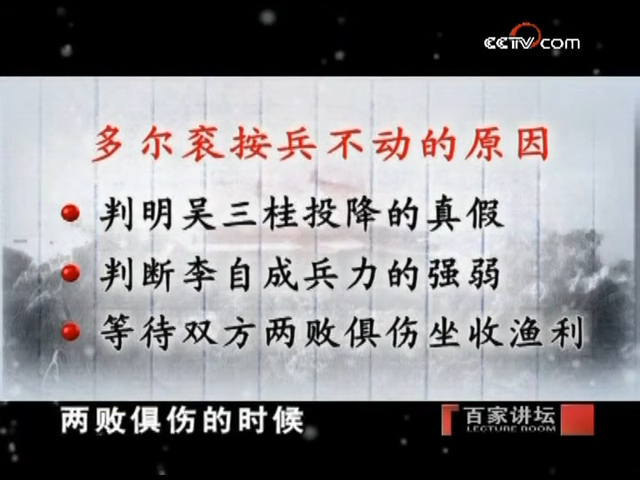 CCTV.com
多尔衮按兵不动的原因
判明吴三桂投降的真假
判断李自成兵力的强弱
等待双方两败俱伤坐收渔利
两败俱伤的时候
百家讲坛
LECTURE ROOM